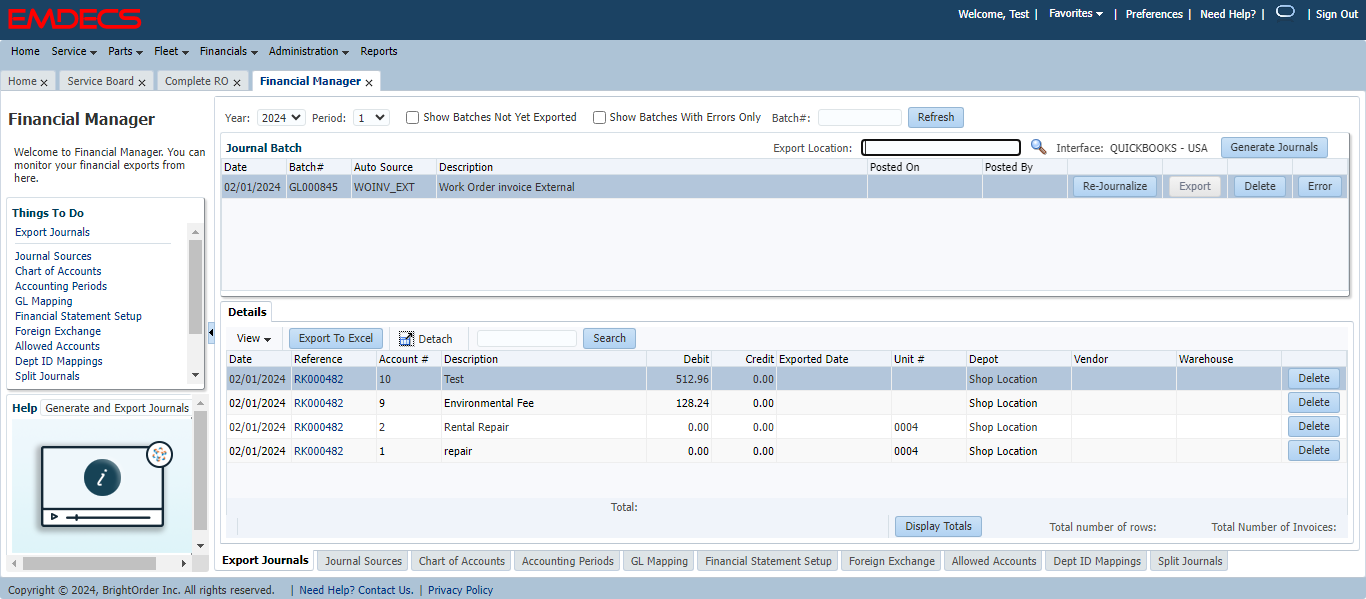 EMDECS
Welcome, Test | Favorites | Preferences | Need Help? | | Sign Out
Home Service Parts Fleet Financials Administration Reports
Home x Service Board x Complete RO x Financial Manager x
Financial Manager
Welcome to Financial Manager. You can
monitor your financial exports from
here.
Things To Do
Export Journals
Journal Sources
Chart of Accounts
Accounting Periods
GL Mapping
Financial Statement Setup
Foreign Exchange
Allowed Accounts
Dept ID Mappings
Split Journals
Help Generate and Export Journals
i
Year: 2024 Period: 1 Show Batches Not Yet Exported Show Batches With Errors Only Batch#: Refresh
Journal Batch Export Location: Interface: QUICKBOOKS - USA Generate Journals
Date Batch# Auto Source Description Posted On Posted By
02/01/2024 GL000845 WOINV_EXT Work Order invoice External Re-Journalize Export Delete Error
Details
View Export To Excel Detach Search
Date Reference Account # Description Debit Credit Exported Date Unit # Depot Vendor Warehouse
02/01/2024 RK000482 10 Test 512.96 0.00 Shop Location Delete
02/01/2024 RK000482 9 Environmental Fee 128.24 0.00 Shop Location Delete
02/01/2024 RK000482 2 Rental Repair 0.00 0.00 0004 Shop Location Delete
02/01/2024 RK000482 1 repair 0.00 0.00 0004 Shop Location Delete
Total:
Display Totals Total number of rows: Total Number of Invoices:
Export Journals Journal Sources Chart of Accounts Accounting Periods GL Mapping Financial Statement Setup Foreign Exchange Allowed Accounts Dept ID Mappings Split Journals
Copyright © 2024, BrightOrder Inc. All rights reserved. | Need Help? Contact Us. | Privacy Policy